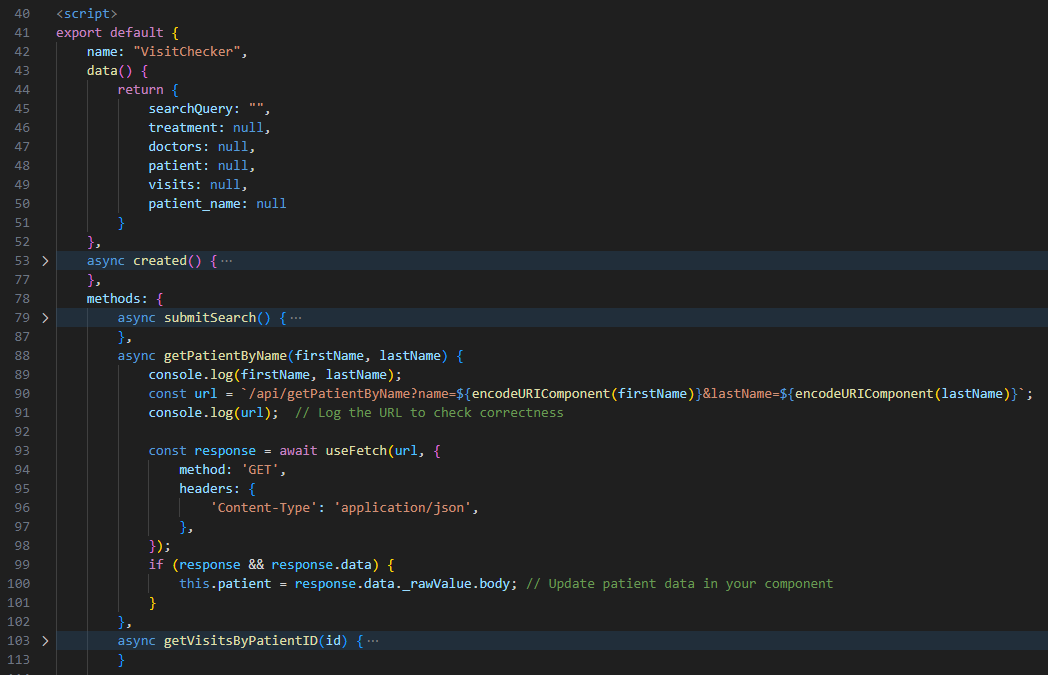 40 <script>
41 export default {
42     name: "VisitChecker",
43     data() {
44         return {
45             searchQuery: "",
46             treatment: null,
47             doctors: null,
48             patient: null,
49             visits: null,
50             patient_name: null
51         }
52     },
53 >   async created() { ···
77     },
78     methods: {
79 >       async submitSearch() { ···
87         },
88         async getPatientByName(firstName, lastName) {
89             console.log(firstName, lastName);
90             const url = `/api/getPatientByName?name=${encodeURIComponent(firstName)}&lastName=${encodeURIComponent(lastName)}`;
91             console.log(url);  // Log the URL to check correctness
92
93             const response = await useFetch(url, {
94                 method: 'GET',
95                 headers: {
96                     'Content-Type': 'application/json',
97                 },
98             });
99             if (response && response.data) {
100                 this.patient = response.data._rawValue.body; // Update patient data in your component
101             }
102         },
103 >       async getVisitsByPatientID(id) { ···
113         }